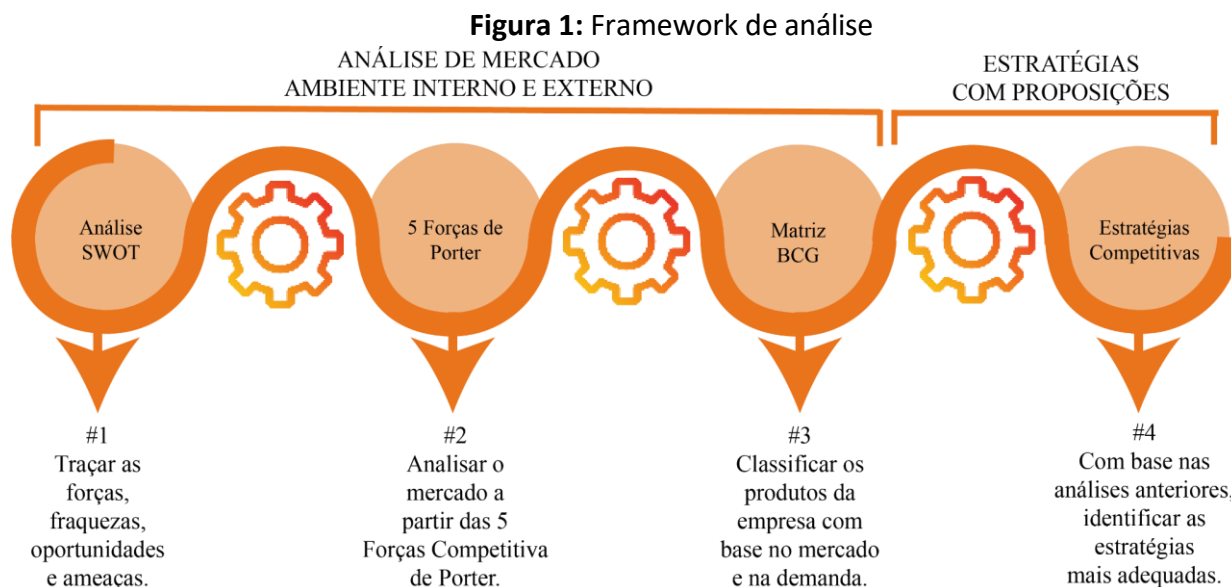 Figura 1: Framework de análise
ANÁLISE DE MERCADO
AMBIENTE INTERNO E EXTERNO
ESTRATÉGIAS
COM PROPOSIÇÕES
Análise
SWOT
5 Forças de
Porter
Matriz
BCG
Estratégias
Competitivas
#1
Traçar as
forças,
fraquezas,
oportunidades
e ameaças.
#2
Analisar o
mercado a
partir das 5
Forças Competitiva
de Porter.
#3
Classificar os
produtos da
empresa com
base no mercado
e na demanda.
#4
Com base nas
análises anteriores,
identificar as
estratégias
mais adequadas.